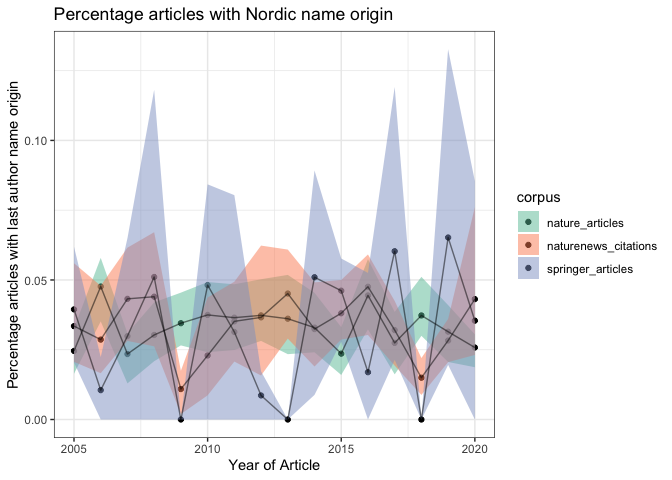 Percentage articles with Nordic name origin
Percentage articles with last author name origin
0.10
0.05
0.00
2005
2010
2015
2020
Year of Article
corpus
nature_articles
naturenews_citations
springer_articles